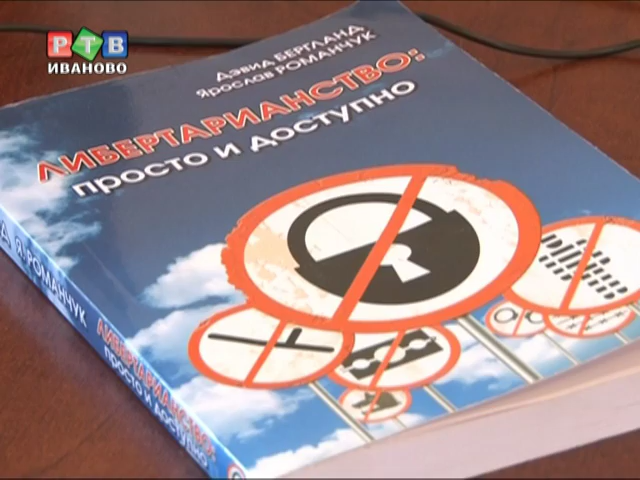 РТВ
ИВАНОВО
Дэвид БЕРГЛАНД
Ярослав РОМАНЧУК
ЛИБЕРТАРИАНСТВО:
ПРОСТО И ДОСТУПНО
Я. РОМАНЧУК
ЛИБЕРТАРИАНСТВО:
ПРОСТО И ДОСТУПНО